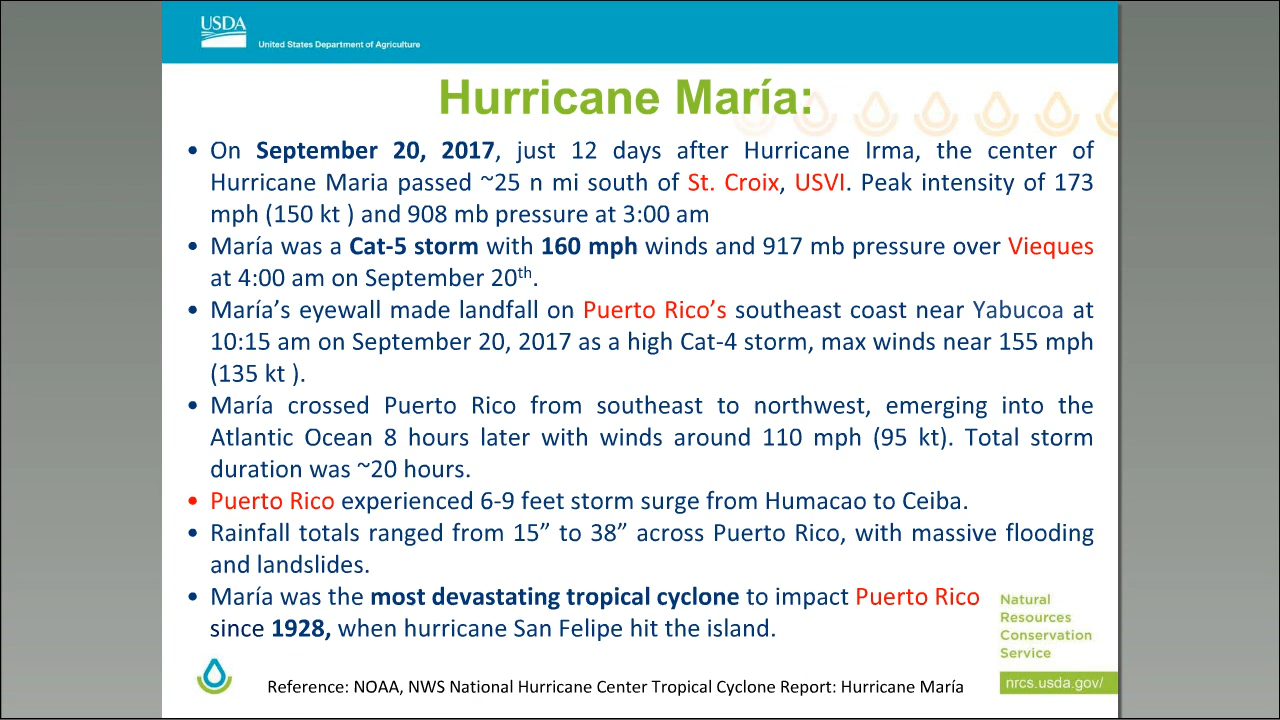 USDA
United States Department of Agriculture
Hurricane María:
• On September 20, 2017, just 12 days after Hurricane Irma, the center of
Hurricane Maria passed ~25 n mi south of St. Croix, USVI. Peak intensity of 173
mph (150 kt ) and 908 mb pressure at 3:00 am
• María was a Cat-5 storm with 160 mph winds and 917 mb pressure over Vieques
at 4:00 am on September 20th.
• María’s eyewall made landfall on Puerto Rico’s southeast coast near Yabucoa at
10:15 am on September 20, 2017 as a high Cat-4 storm, max winds near 155 mph
(135 kt ).
• María crossed Puerto Rico from southeast to northwest, emerging into the
Atlantic Ocean 8 hours later with winds around 110 mph (95 kt). Total storm
duration was ~20 hours.
• Puerto Rico experienced 6-9 feet storm surge from Humacao to Ceiba.
• Rainfall totals ranged from 15” to 38” across Puerto Rico, with massive flooding
and landslides.
• María was the most devastating tropical cyclone to impact Puerto Rico
since 1928, when hurricane San Felipe hit the island.
Natural
Resources
Conservation
Service
nrcs.usda.gov/
Reference: NOAA, NWS National Hurricane Center Tropical Cyclone Report: Hurricane María